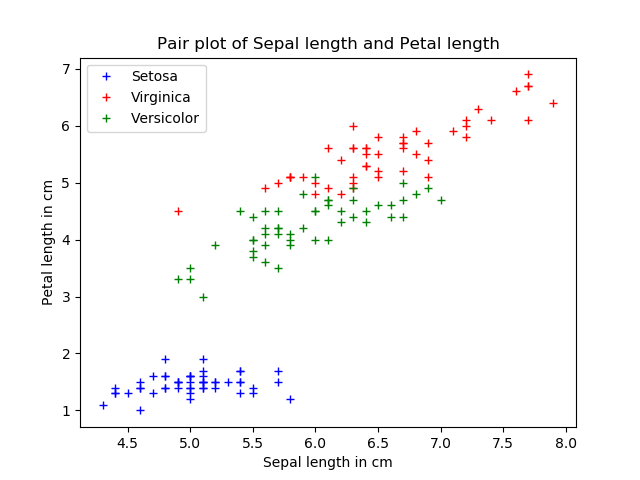 Pair plot of Sepal length and Petal length
Setosa
Virginica
Versicolor
7
6
5
4
3
2
1
Petal length in cm
4.5 5.0 5.5 6.0 6.5 7.0 7.5 8.0
Sepal length in cm